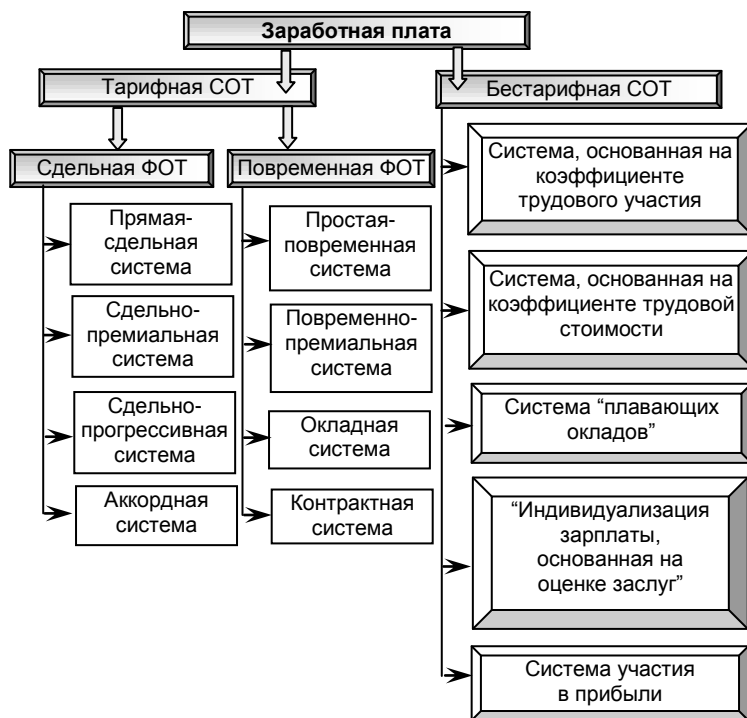 Заработная плата
Тарифная СОТ
Бестарифная СОТ
Сдельная ФОТ
Повременная ФОТ
Прямая-
сдельная
система
Сдельно-
премиальная
система
Сдельно-
прогрессивная
система
Аккордная
система
Простая-
повременная
система
Повременно-
премиальная
система
Окладная
система
Контрактная
система
Система, основанная на
коэффициенте
трудового участия
Система, основанная на
коэффициенте трудовой
стоимости
Система “плавающих
окладов”
“Индивидуализация
зарплаты,
основанная на
оценке заслуг”
Система участия
в прибыли